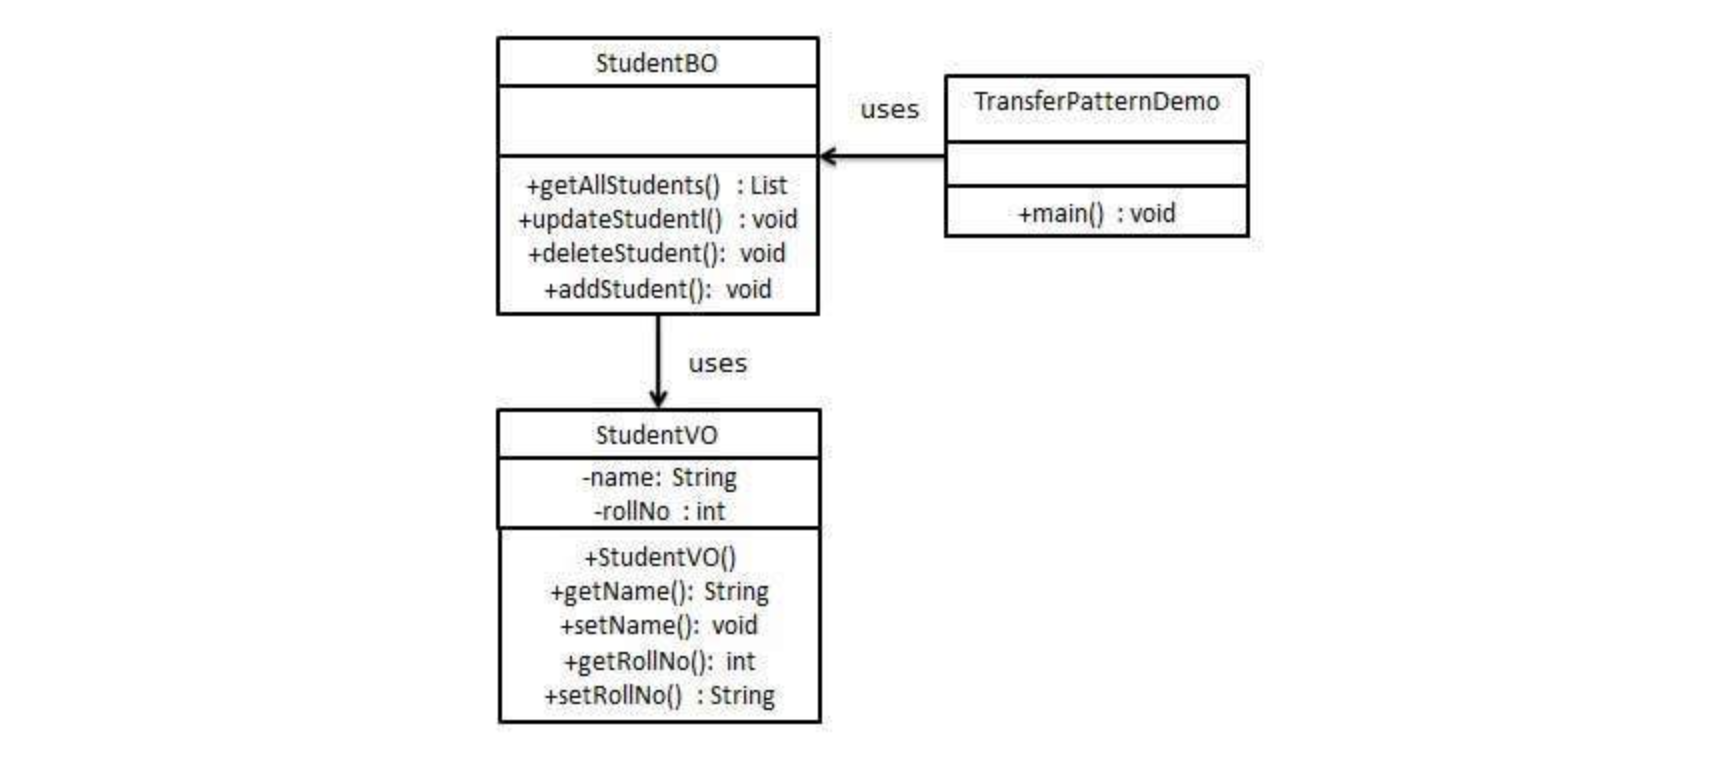 StudentBO
+getAllStudents() : List
+updateStudentl() : void
+deleteStudent(): void
+addStudent(): void
uses
TransferPatternDemo
+main() : void
uses
StudentVO
-name: String
-rollNo : int
+StudentVO()
+getName(): String
+setName(): void
+getRollNo(): int
+setRollNo() : String